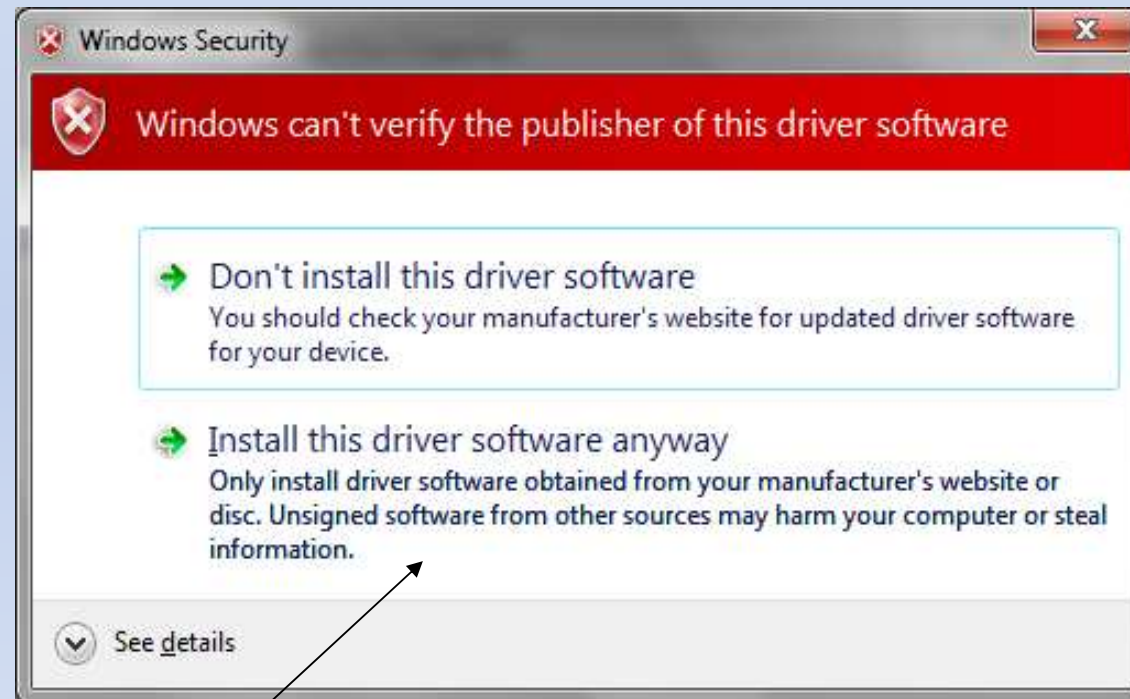 Windows Security
Windows can't verify the publisher of this driver software
Don't install this driver software
You should check your manufacturer's website for updated driver software
for your device.
Install this driver software anyway
Only install driver software obtained from your manufacturer's website or
disc. Unsigned software from other sources may harm your computer or steal
information.
See details